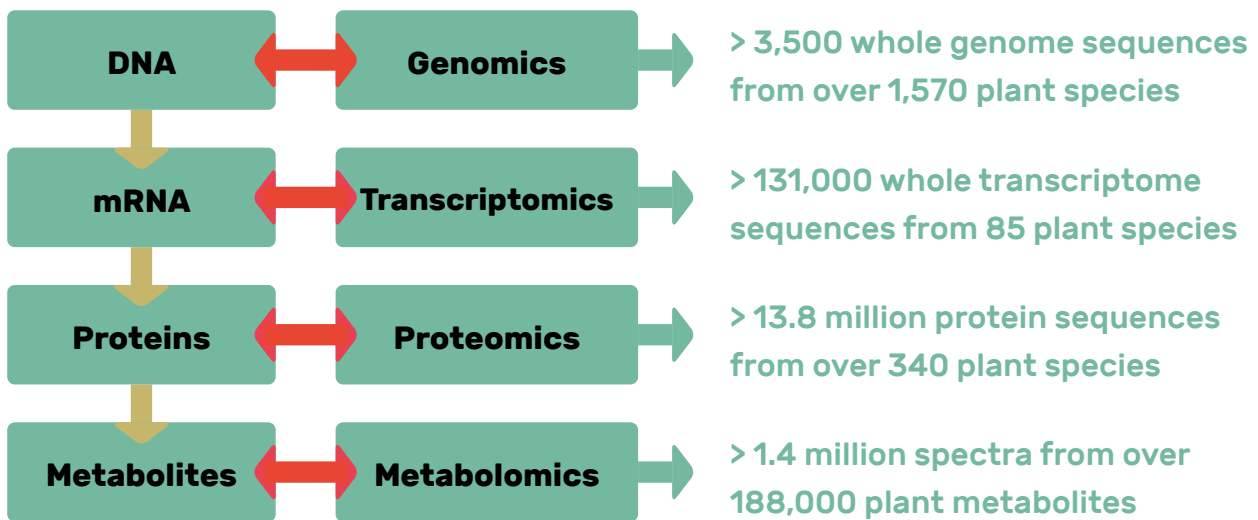 DNA
Genomics
> 3,500 whole genome sequences
from over 1,570 plant species
mRNA
Transcriptomics
> 131,000 whole transcriptome
sequences from 85 plant species
Proteins
Proteomics
> 13.8 million protein sequences
from over 340 plant species
Metabolites
Metabolomics
> 1.4 million spectra from over
188,000 plant metabolites